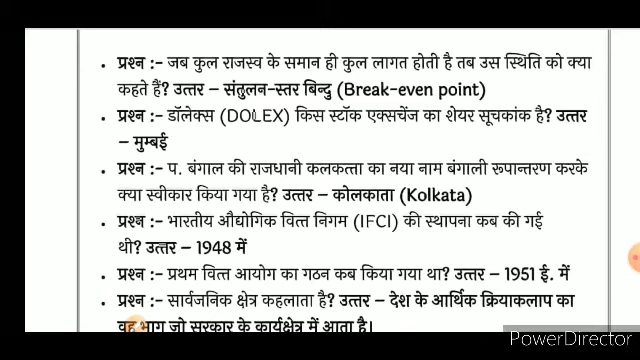 • प्रश्न :- जब कुल राजस्व के समान ही कुल लागत होती है तब उस स्थिति को क्या
कहते हैं? उत्तर – संतुलन-स्तर बिन्दु (Break-even point)
• प्रश्न :- डॉलेक्स (DOLEX) किस स्टॉक एक्सचेंज का शेयर सूचकांक है? उत्तर
– मुम्बई
• प्रश्न :- प. बंगाल की राजधानी कलकत्ता का नया नाम बंगाली रूपान्तरण करके
क्या स्वीकार किया गया है? उत्तर – कोलकाता (Kolkata)
• प्रश्न :- भारतीय औद्योगिक वित्त निगम (IFCI) की स्थापना कब की गई
थी? उत्तर – 1948 में
• प्रश्न :- प्रथम वित्त आयोग का गठन कब किया गया था? उत्तर – 1951 ई. में
• प्रश्न :- सार्वजनिक क्षेत्र कहलाता है? उत्तर – देश के आर्थिक क्रियाकलाप का
वह भाग जो सरकार के कार्यक्षेत्र में आता है।
PowerDirector